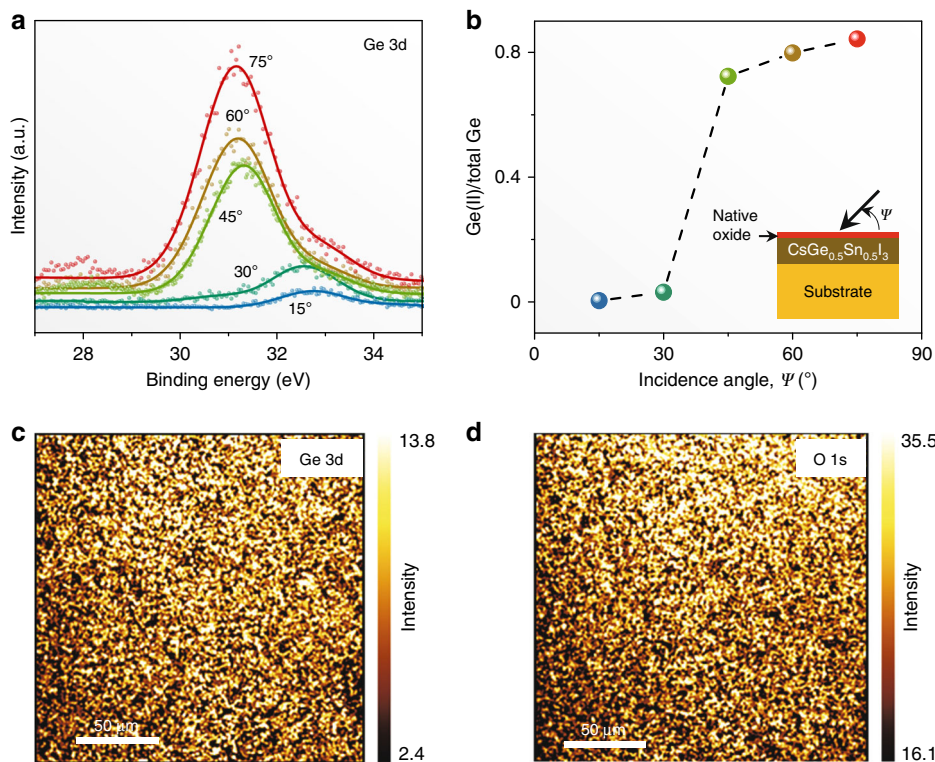 a
Ge 3d
75°
60°
45°
30°
15°
Intensity (a.u.)
28
30
32
34
Binding energy (eV)
b
Ge(II)/total Ge
0.8
0.4
0
0
30
60
90
Incidence angle, Ψ (°)
Native
oxide
Ψ
CsGe0.5Sn0.5I3
Substrate
c
Ge 3d
50 μm
13.8
Intensity
2.4
d
O 1s
50 μm
35.5
Intensity
16.1